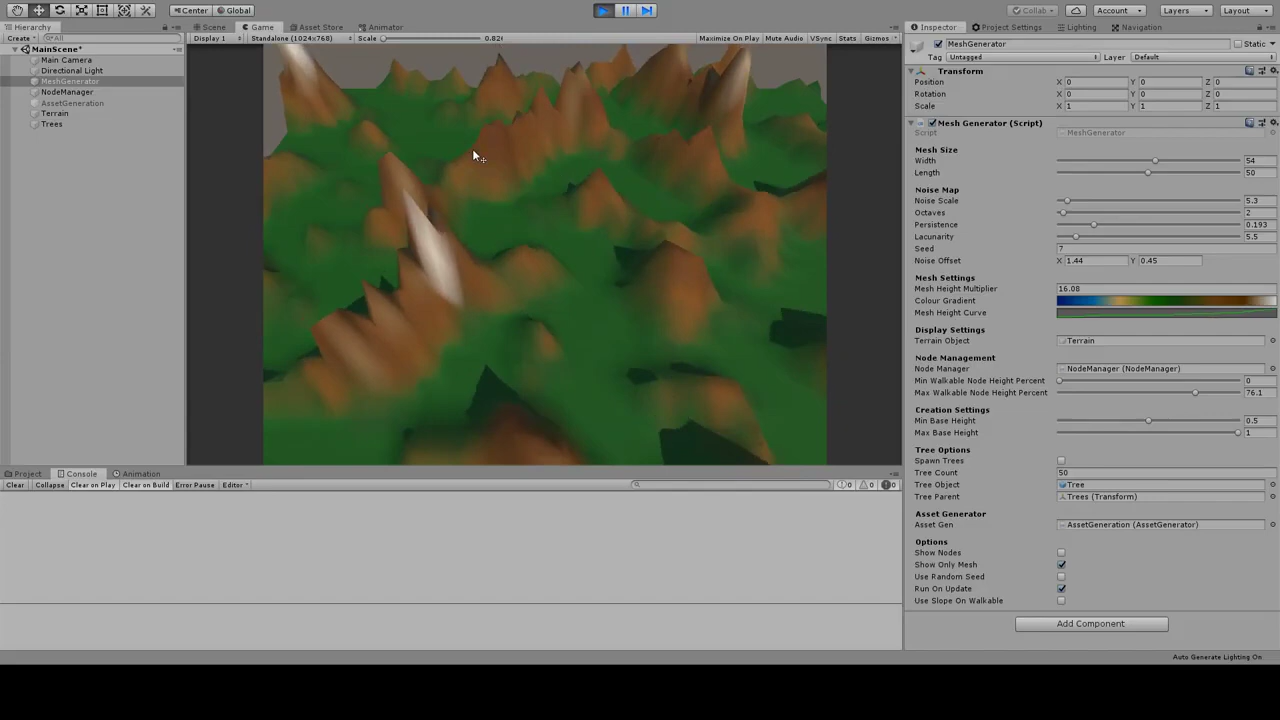 Center Global Collab Account Layers Layout
Hierarchy Scene Game Asset Store Animator Inspector Project Settings Lighting Navigation
Create All Display 1 Standalone (1024x768) Scale 0.82 Maximize On Play Mute Audio VSync Stats Gizmos MeshGenerator Static
MainScene*
Main Camera
Directional Light
MeshGenerator
NodeManager
AssetGeneration
Terrain
Trees
Tag Untagged Layer Default
Transform
Position X 0 Y 0 Z 0
Rotation X 0 Y 0 Z 0
Scale X 1 Y 1 Z 1
Mesh Generator (Script)
Script MeshGenerator
Mesh Size
Width 54
Length 50
Noise Map
Noise Scale 5.3
Octaves 2
Persistence 0.193
Lacunarity 5.5
Seed 7
Noise Offset X 1.44 Y 0.45
Mesh Settings
Mesh Height Multiplier 16.08
Colour Gradient
Mesh Height Curve
Display Settings
Terrain Object Terrain
Node Management
Node Manager NodeManager (NodeManager)
Min Walkable Node Height Percent 0
Max Walkable Node Height Percent 76.1
Creation Settings
Min Base Height 0.5
Max Base Height 1
Tree Options
Spawn Trees
Tree Count 50
Tree Object Tree
Tree Parent Trees (Transform)
Asset Generator
Asset Gen AssetGeneration (AssetGenerator)
Options
Show Nodes
Show Only Mesh
Use Random Seed
Run On Update
Use Slope On Walkable
Add Component
Project Console Animation
Clear Collapse Clear on Play Clear on Build Error Pause Editor 0 0 0
Auto Generate Lighting On